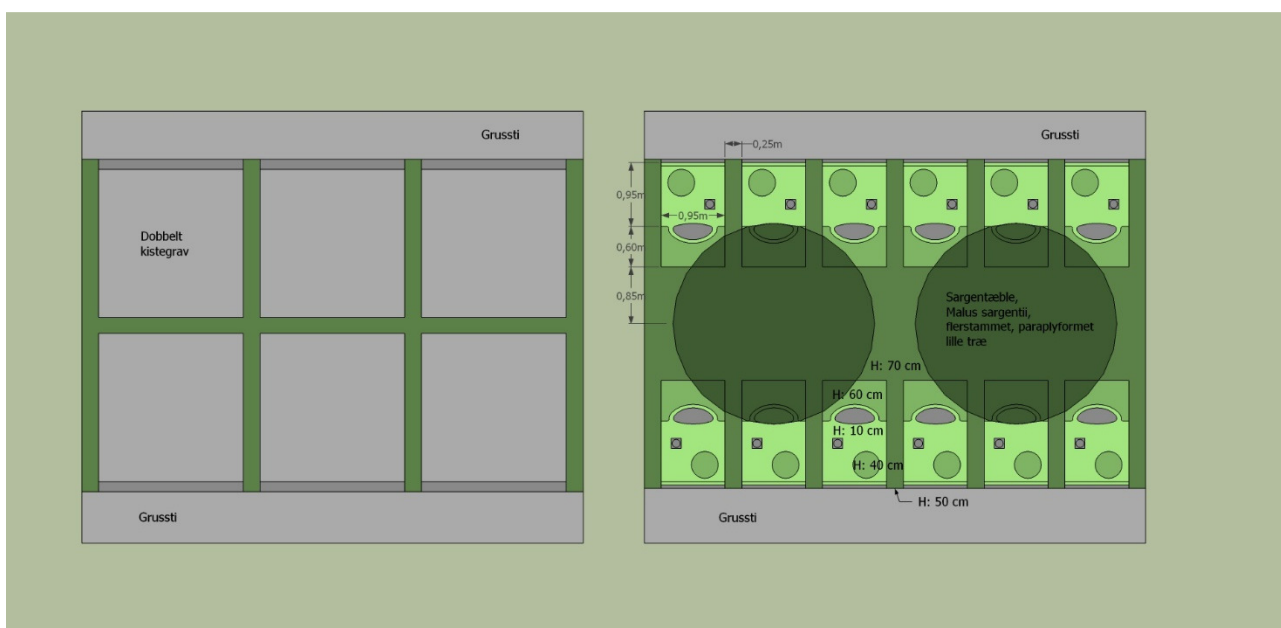 Grussti
Dobbelt
kistegrav
Grussti
Grussti
0,25m
0,95m
0,95m
0,60m
0,85m
Sargentæble,
Malus sargentii,
flerstammet, paraplyformet
lille træ
H: 70 cm
H: 60 cm
H: 10 cm
H: 40 cm
H: 50 cm
Grussti